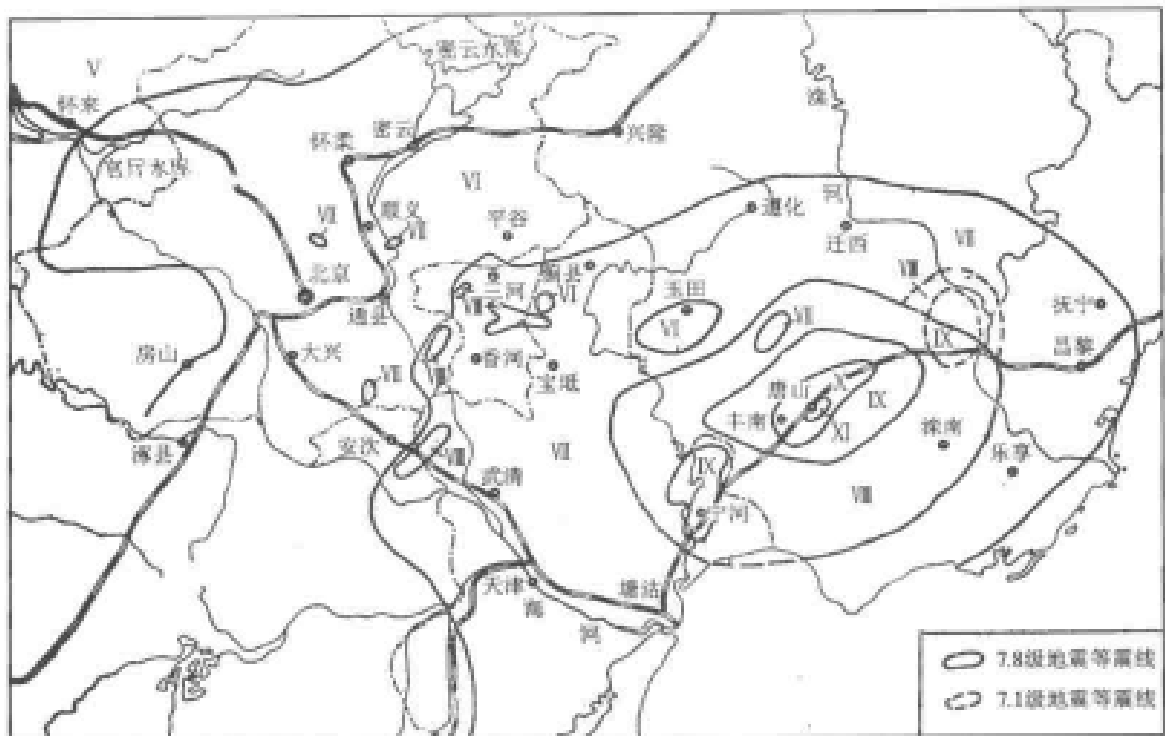 V
密云水库
怀来
滦
密云
兴隆
怀柔
官厅水库
Ⅵ
河
遵化
Ⅶ
顺义
Ⅶ
平谷
迁西
Ⅶ
北京
三河
蓟县
Ⅵ
Ⅷ
玉田
抚宁
通县
Ⅷ
Ⅵ
Ⅶ
Ⅸ
昌黎
房山
大兴
Ⅶ
香河
宝坻
唐山
Ⅹ
丰南
Ⅺ
Ⅸ
滦南
涿县
安次
Ⅷ
Ⅶ
乐亭
武清
Ⅸ
Ⅷ
宁河
天津
塘沽
海
河
7.8级地震等震线
7.1级地震等震线